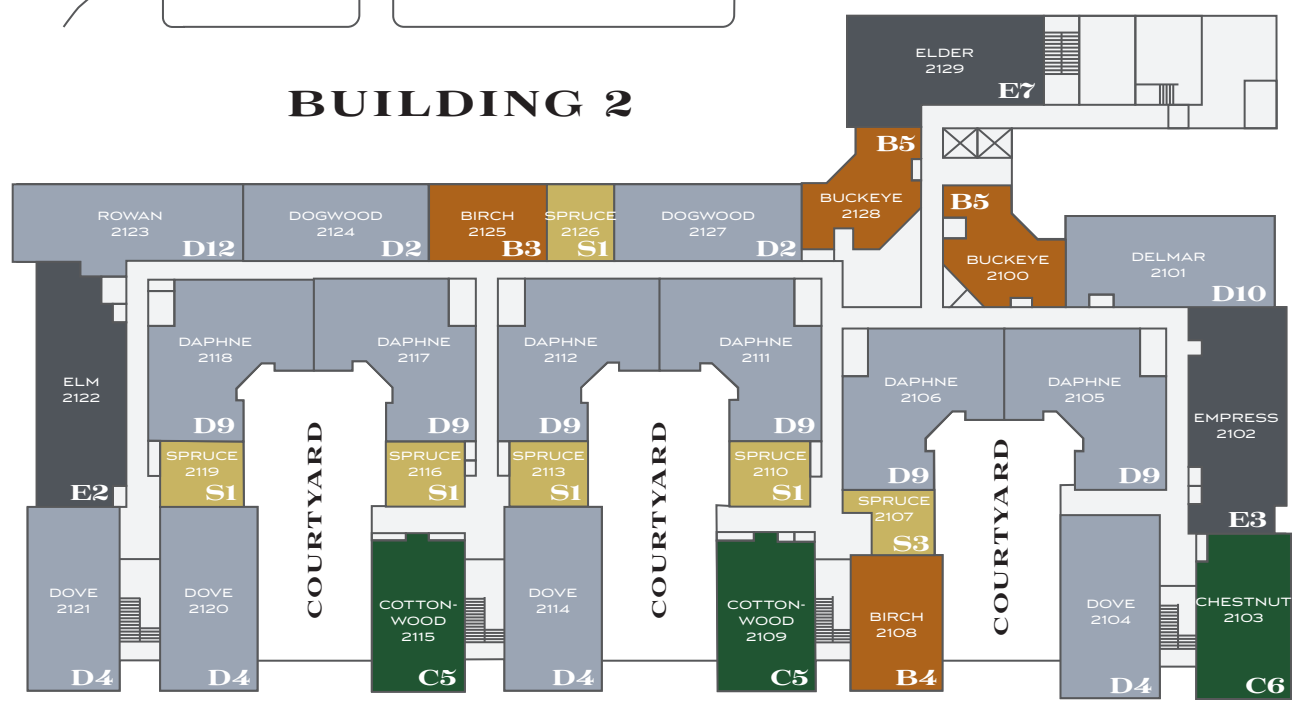 BUILDING 2
ELDER
2129
E7
B5
BUCKEYE
2128
B5
BUCKEYE
2100
DELMAR
2101
D10
ROWAN
2123
D12
DOGWOOD
2124
D2
BIRCH
2125
B3
SPRUCE
2126
S1
DOGWOOD
2127
D2
ELM
2122
E2
DAPHNE
2118
D9
DAPHNE
2117
D9
DAPHNE
2112
D9
DAPHNE
2111
D9
DAPHNE
2106
D9
DAPHNE
2105
D9
EMPRESS
2102
E3
SPRUCE
2119
S1
SPRUCE
2116
S1
SPRUCE
2113
S1
SPRUCE
2110
S1
SPRUCE
2107
S3
COURTYARD
COURTYARD
COURTYARD
DOVE
2121
D4
DOVE
2120
D4
COTTON-
WOOD
2115
C5
DOVE
2114
D4
COTTON-
WOOD
2109
C5
BIRCH
2108
B4
DOVE
2104
D4
CHESTNUT
2103
C6